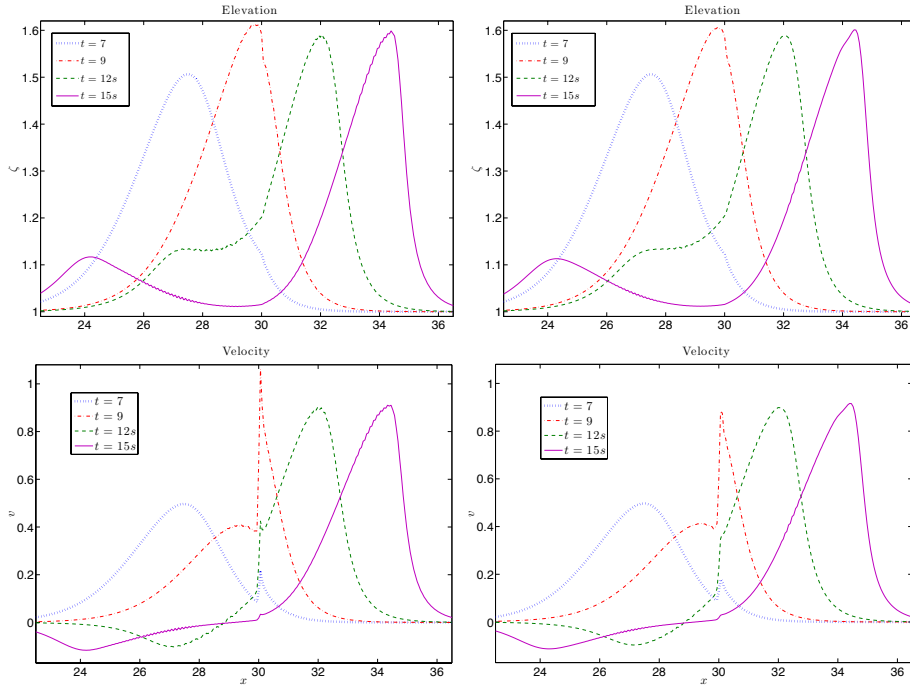 Elevation
Elevation
1.6
1.5
1.4
1.3
1.2
1.1
1
ζ
t = 7
t = 9
t = 12s
t = 15s
24 26 28 30 32 34 36
1.6
1.5
1.4
1.3
1.2
1.1
1
ζ
t = 7
t = 9
t = 12s
t = 15s
24 26 28 30 32 34 36
Velocity
Velocity
1
0.8
0.6
0.4
0.2
0
v
t = 7
t = 9
t = 12s
t = 15s
24 26 28 30 32 34 36
x
1
0.8
0.6
0.4
0.2
0
v
t = 7
t = 9
t = 12s
t = 15s
24 26 28 30 32 34 36
x